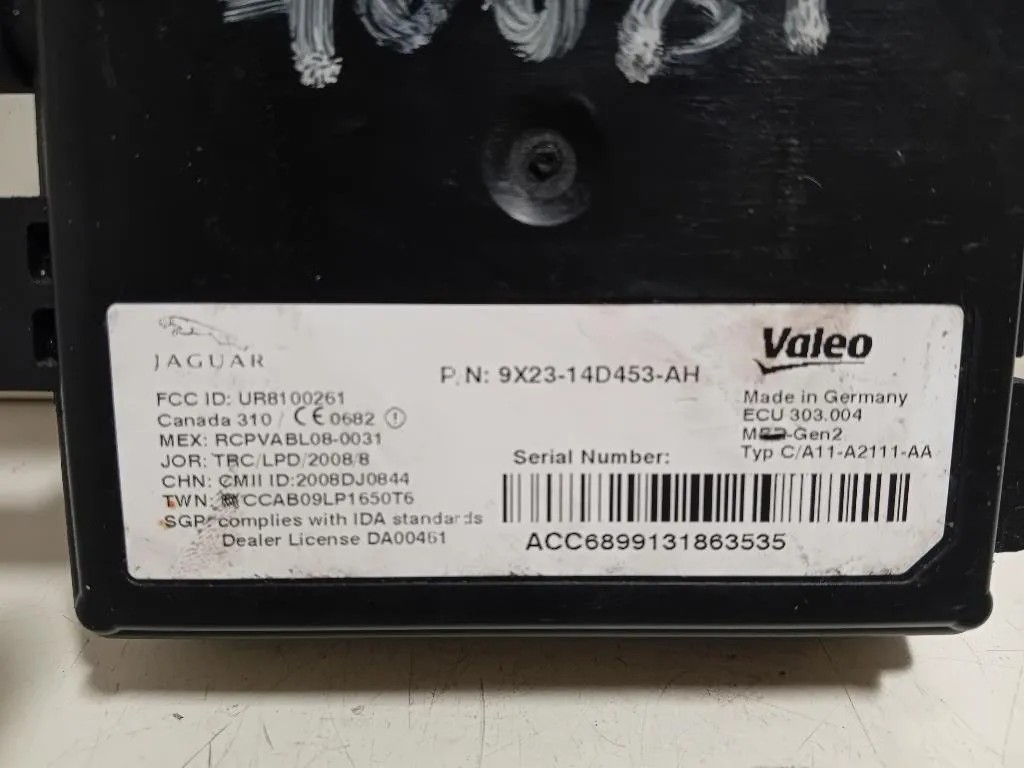 JAGUAR
P.N: 9X23-14D453-AH
Valeo
FCC ID: UR8100261
Canada 310 / CE 0682
MEX: RCPVABL08-0031
JOR: TRC/LPD/2008/8
CHN: CMII ID:2008DJ0844
TWN: CCAB09LP1650T6
SGP: complies with IDA standards
Dealer License DA00461
Made in Germany
ECU 303.004
-Gen2
Typ C/A11-A2111-AA
Serial Number:
ACC6899131863535